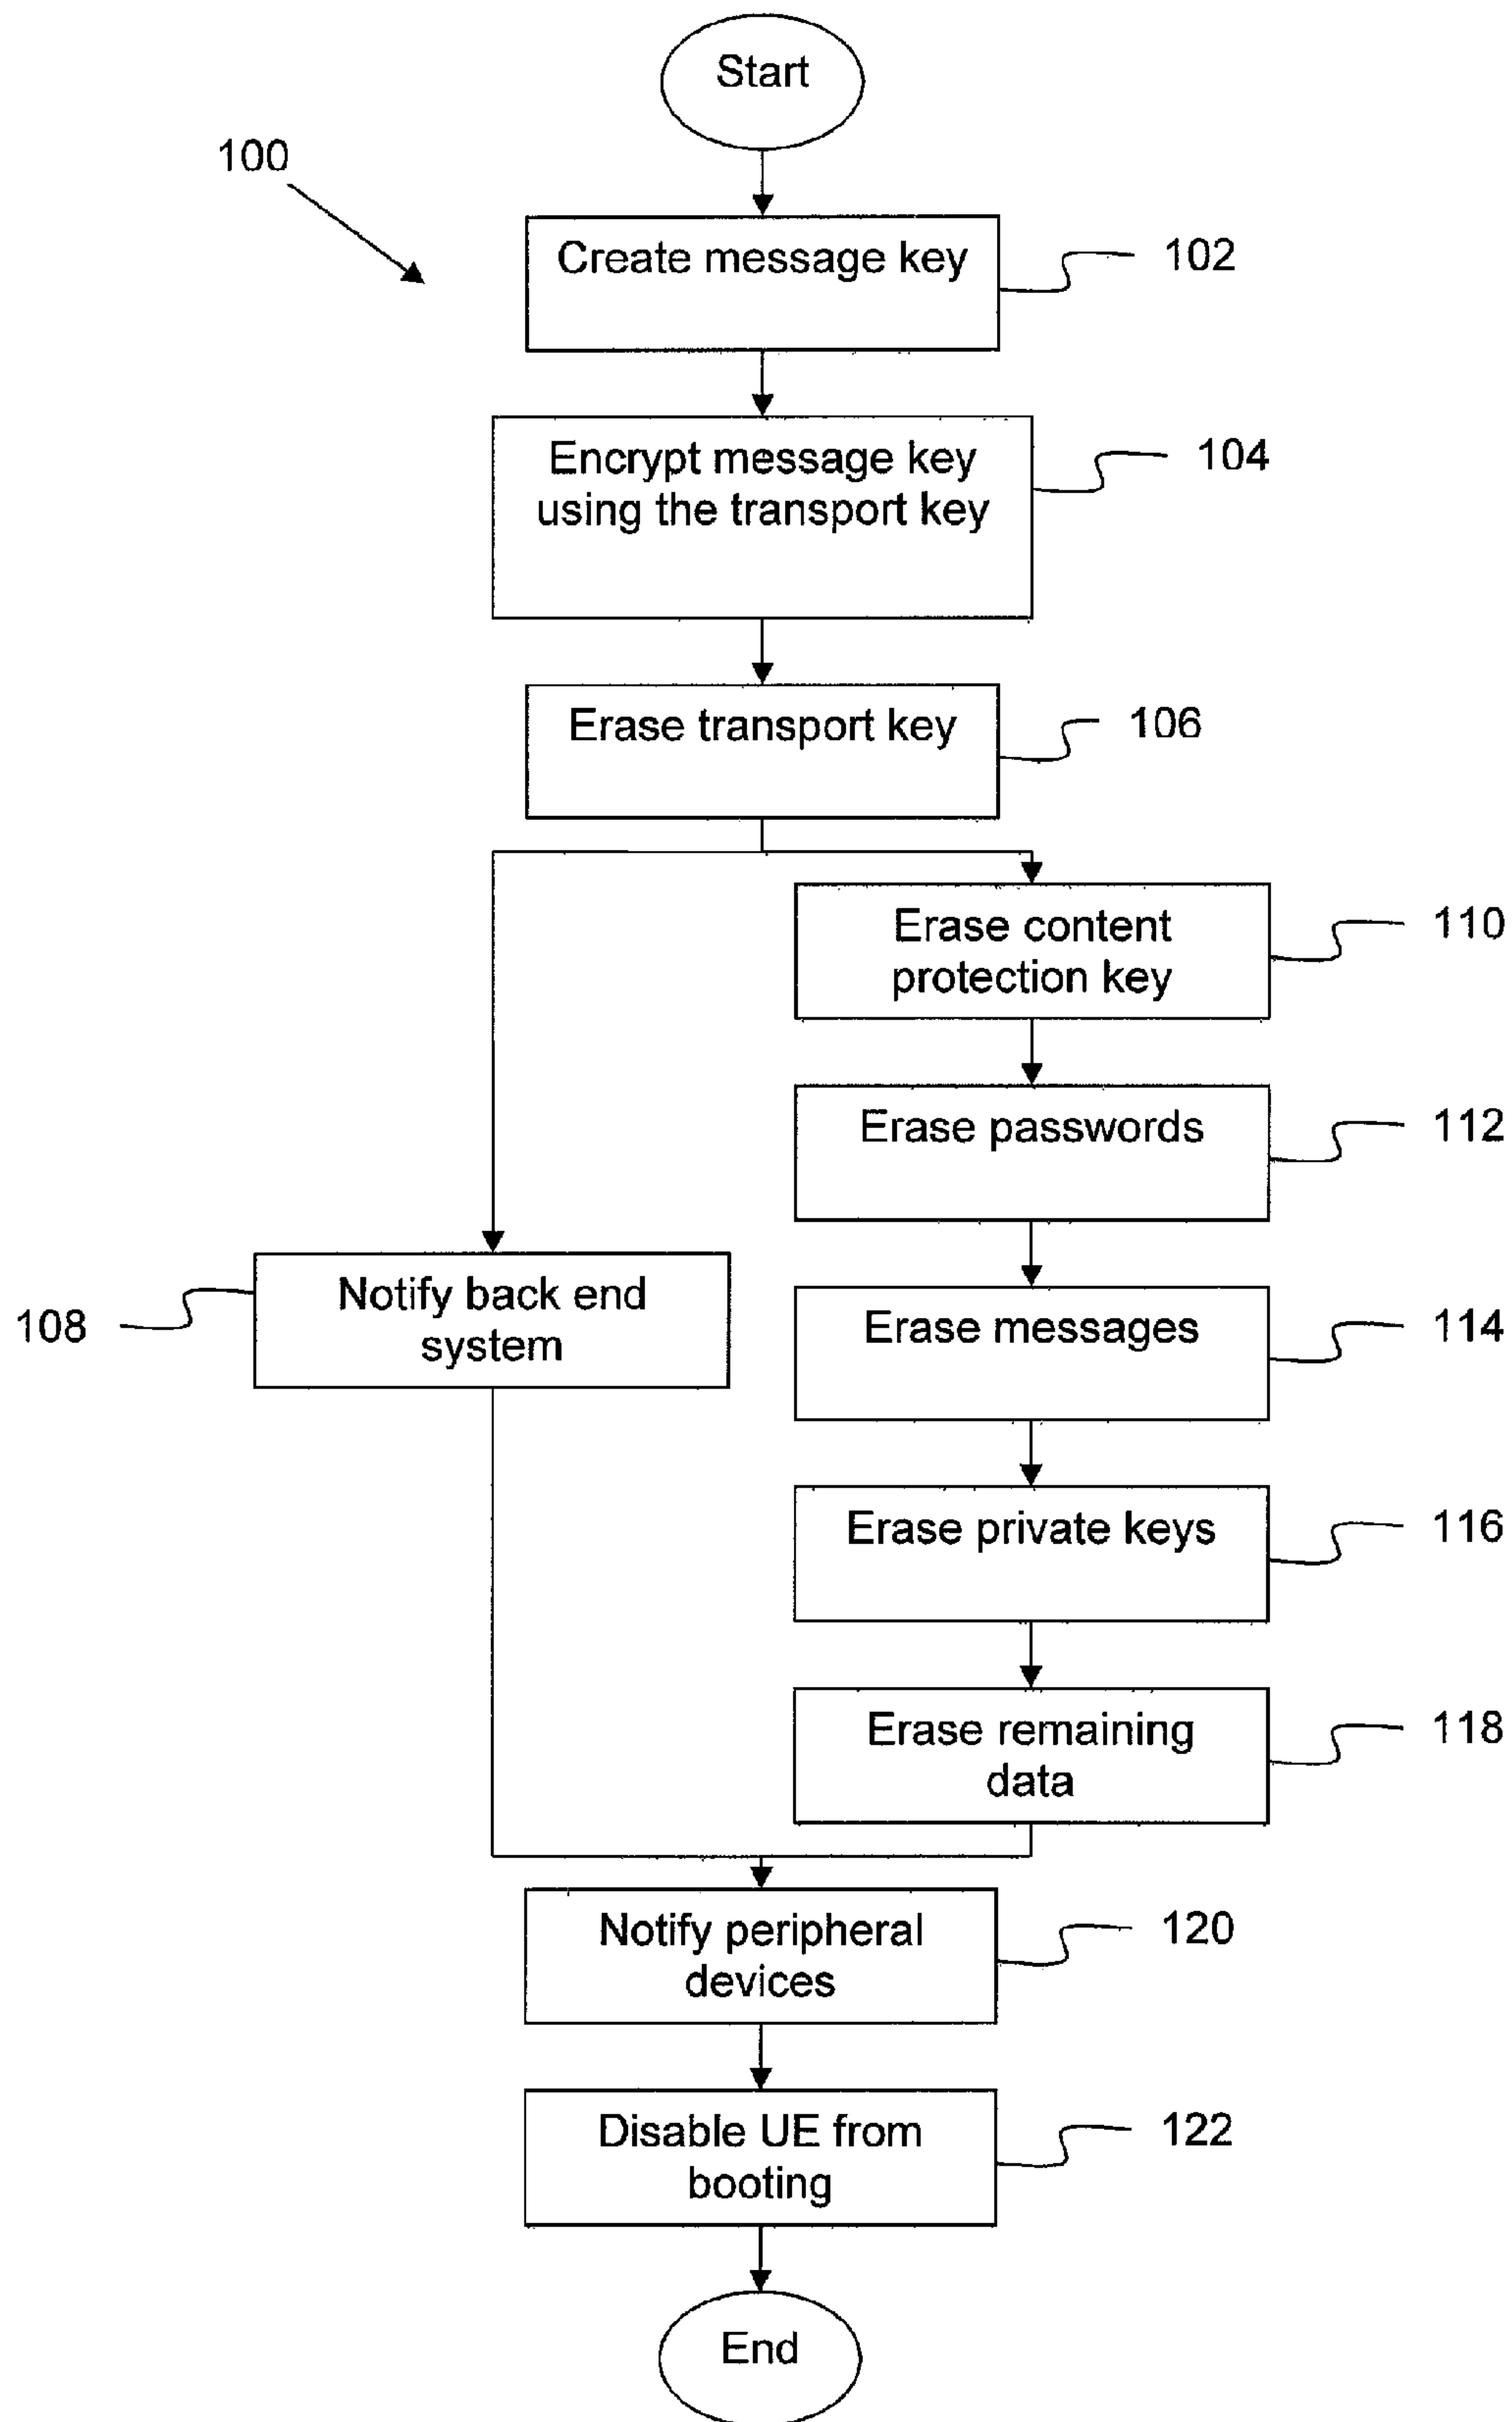 Start
100
Create message key
102
Encrypt message key
using the transport key
104
Erase transport key
106
Erase content
protection key
110
Erase passwords
112
Notify back end
system
108
Erase messages
114
Erase private keys
116
Erase remaining
data
118
Notify peripheral
devices
120
Disable UE from
booting
122
End